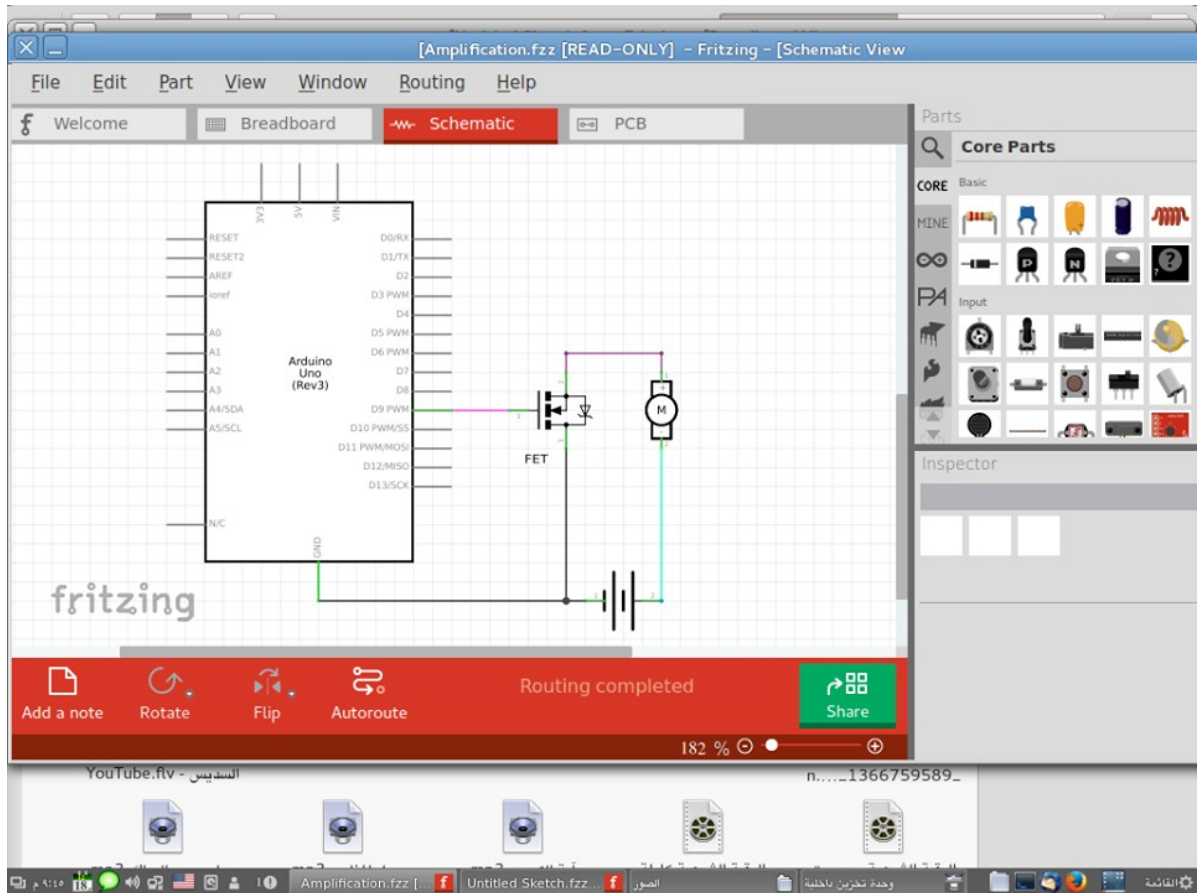 [Amplification.fzz [READ-ONLY] - Fritzing - [Schematic View
File Edit Part View Window Routing Help
Welcome Breadboard Schematic PCB
Parts
Core Parts
CORE Basic
MINE
Input
Inspector
3V3 5V VIN
RESET D0/RX
RESET2 D1/TX
AREF D2
ioref D3 PWM
D4
A0 D5 PWM
A1 D6 PWM
A2 D7
A3 D8
A4/SDA D9 PWM
A5/SCL D10 PWM/SS
D11 PWM/MOSI
D12/MISO
D13/SCK
N/C
GND
Arduino
Uno
(Rev3)
1
FET
M
1 2
fritzing
Add a note Rotate Flip Autoroute Routing completed Share
182 %
السديس - YouTube.flv n...._1366759589_
Amplification.fzz [... Untitled Sketch.fzz... الصور وحدة تخزين داخلية القائمة